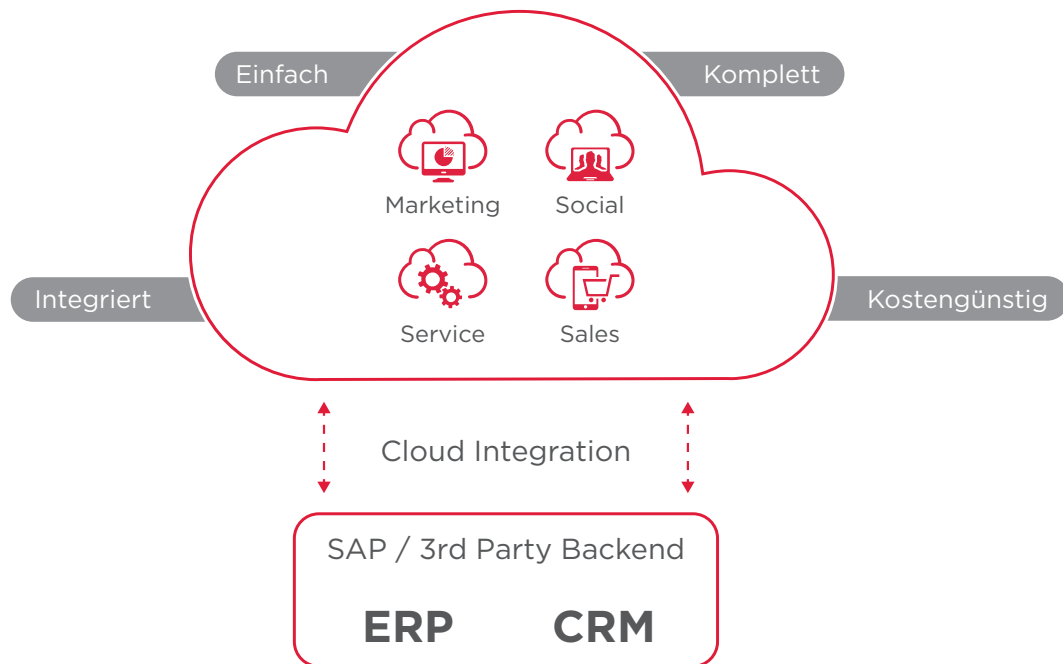 Einfach
Komplett
Marketing
Social
Integriert
Kostengünstig
Service
Sales
Cloud Integration
SAP / 3rd Party Backend
ERP
CRM